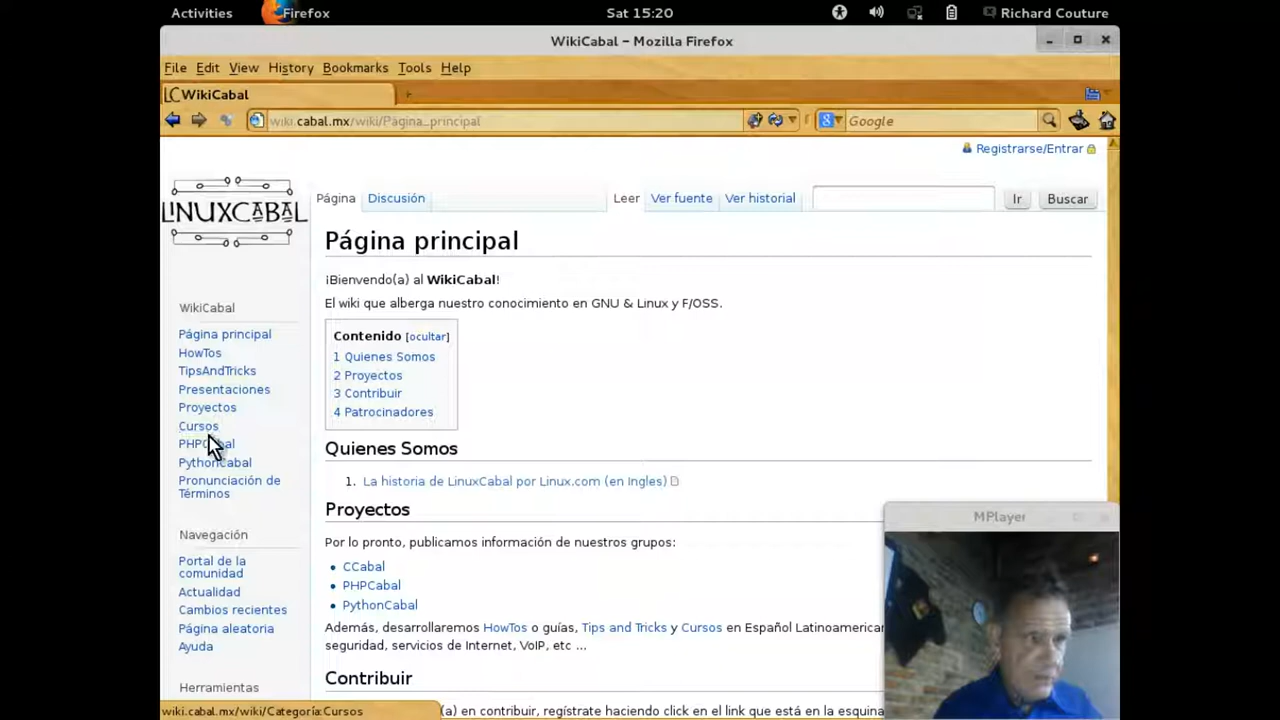 Activities Firefox Sat 15:20 Richard Couture
WikiCabal – Mozilla Firefox
File Edit View History Bookmarks Tools Help
LC WikiCabal
wiki.cabal.mx/wiki/Página_principal Google
Registrarse/Entrar
LINUXCABAL
Página Discusión Leer Ver fuente Ver historial Ir Buscar
Página principal
¡Bienvendo(a) al WikiCabal!
El wiki que alberga nuestro conocimiento en GNU & Linux y F/OSS.
WikiCabal
Página principal
HowTos
TipsAndTricks
Presentaciones
Proyectos
Cursos
PHPCabal
PythonCabal
Pronunciación de
Términos
Navegación
Portal de la
comunidad
Actualidad
Cambios recientes
Página aleatoria
Ayuda
Herramientas
Contenido [ocultar]
1 Quienes Somos
2 Proyectos
3 Contribuir
4 Patrocinadores
Quienes Somos
1. La historia de LinuxCabal por Linux.com (en Ingles)
Proyectos
Por lo pronto, publicamos información de nuestros grupos:
CCabal
PHPCabal
PythonCabal
Además, desarrollaremos HowTos o guías, Tips and Tricks y Cursos en Español
seguridad, servicios de Internet, VoIP, etc ...
Contribuir
(a) en contribuir, regístrate haciendo click en el link que está en la esquina
MPlayer
wiki.cabal.mx/wiki/Categoría:Cursos